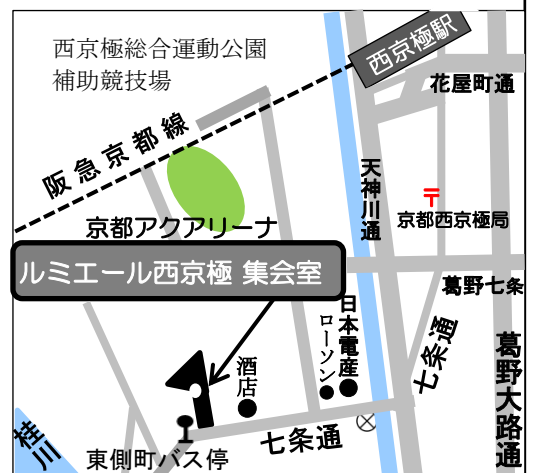 西京極総合運動公園
補助競技場
西京極駅
花屋町通
阪急京都線
天神川通
〒
京都西京極局
京都アクアリーナ
ルミエール西京極 集会室
葛野七条
日本電産
ローソン
酒店
七条通
葛野大路通
七条通
桂川
東側町バス停